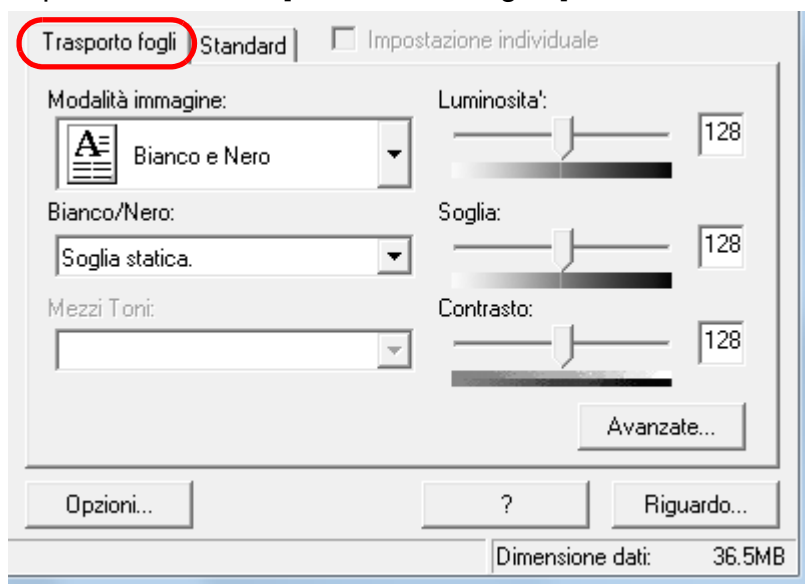 Trasporto fogli Standard Impostazione individuale
Modalità immagine:
Bianco e Nero
Bianco/Nero:
Soglia statica.
Mezzi Toni:
Luminosita':
128
Soglia:
128
Contrasto:
128
Avanzate...
Opzioni... ? Riguardo...
Dimensione dati: 36.5MB